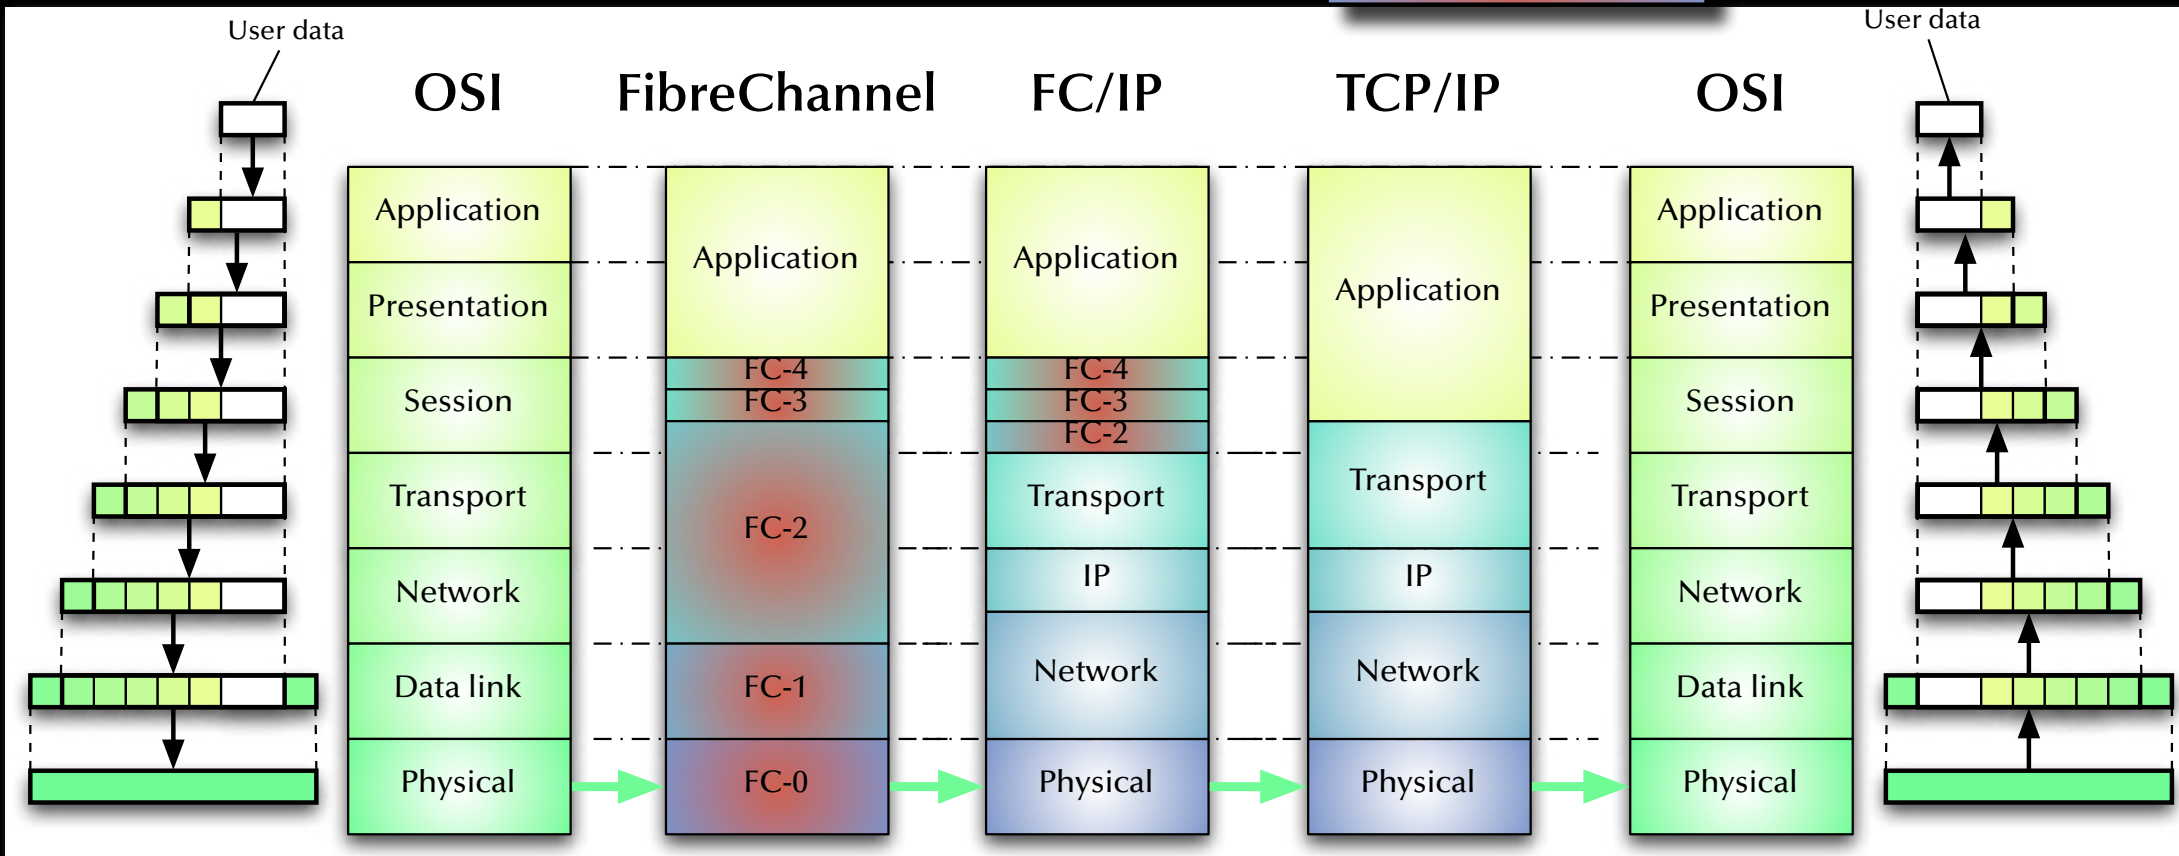 User data
User data
OSI
FibreChannel
FC/IP
TCP/IP
OSI
Application
Presentation
Session
Transport
Network
Data link
Physical
Application
FC-4
FC-3
FC-2
FC-1
FC-0
Application
FC-4
FC-3
FC-2
Transport
IP
Network
Physical
Application
Transport
IP
Network
Physical
Application
Presentation
Session
Transport
Network
Data link
Physical